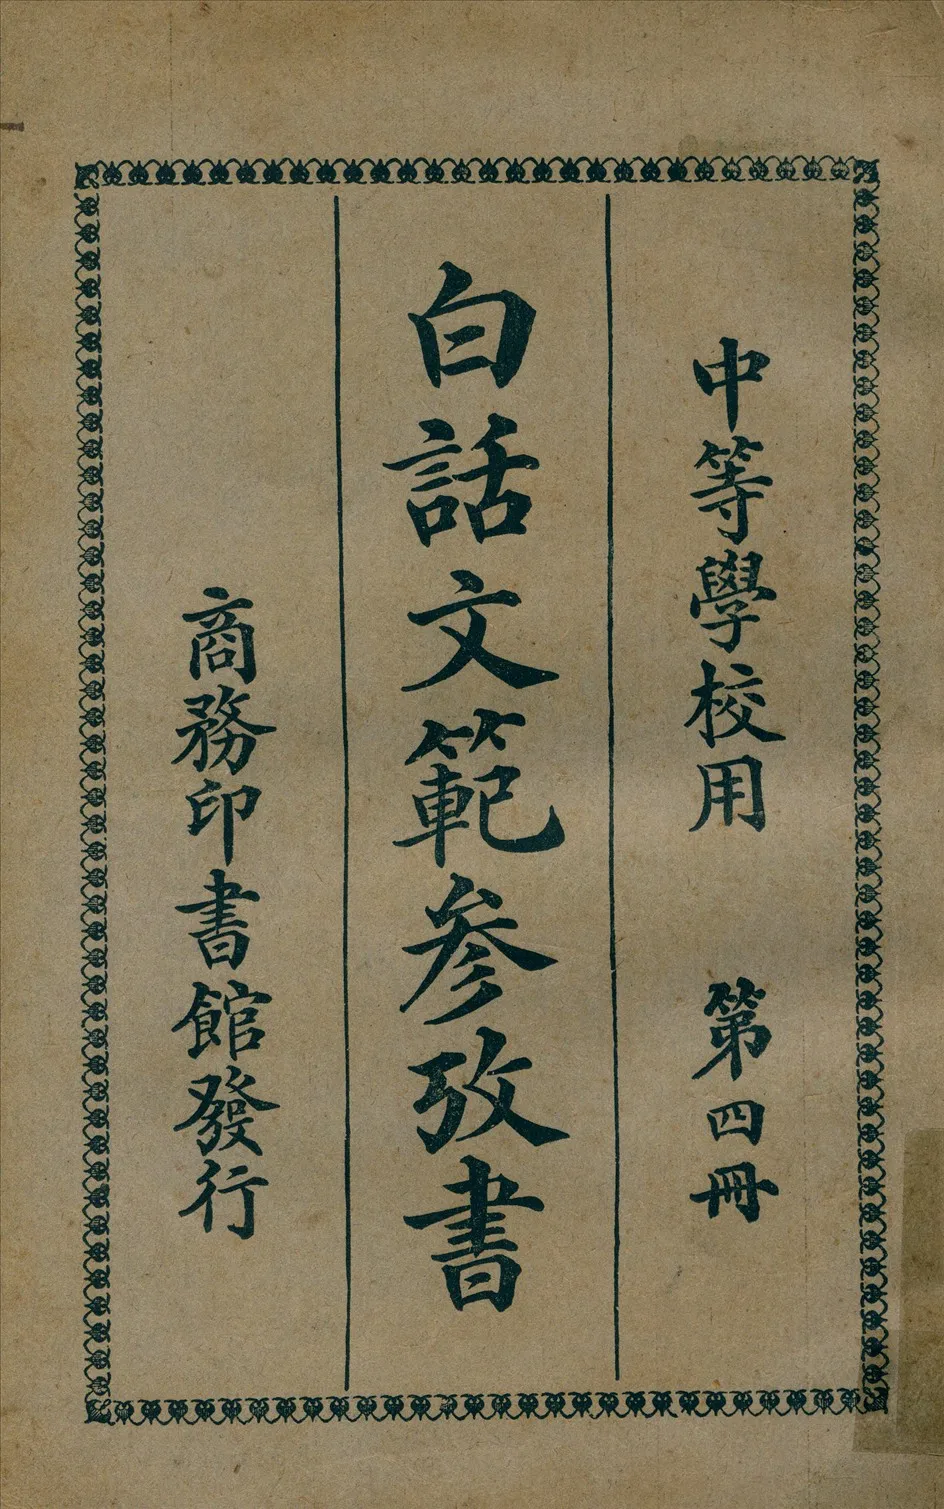 中等學校用 第四冊
白話文範參攷書
商務印書館發行